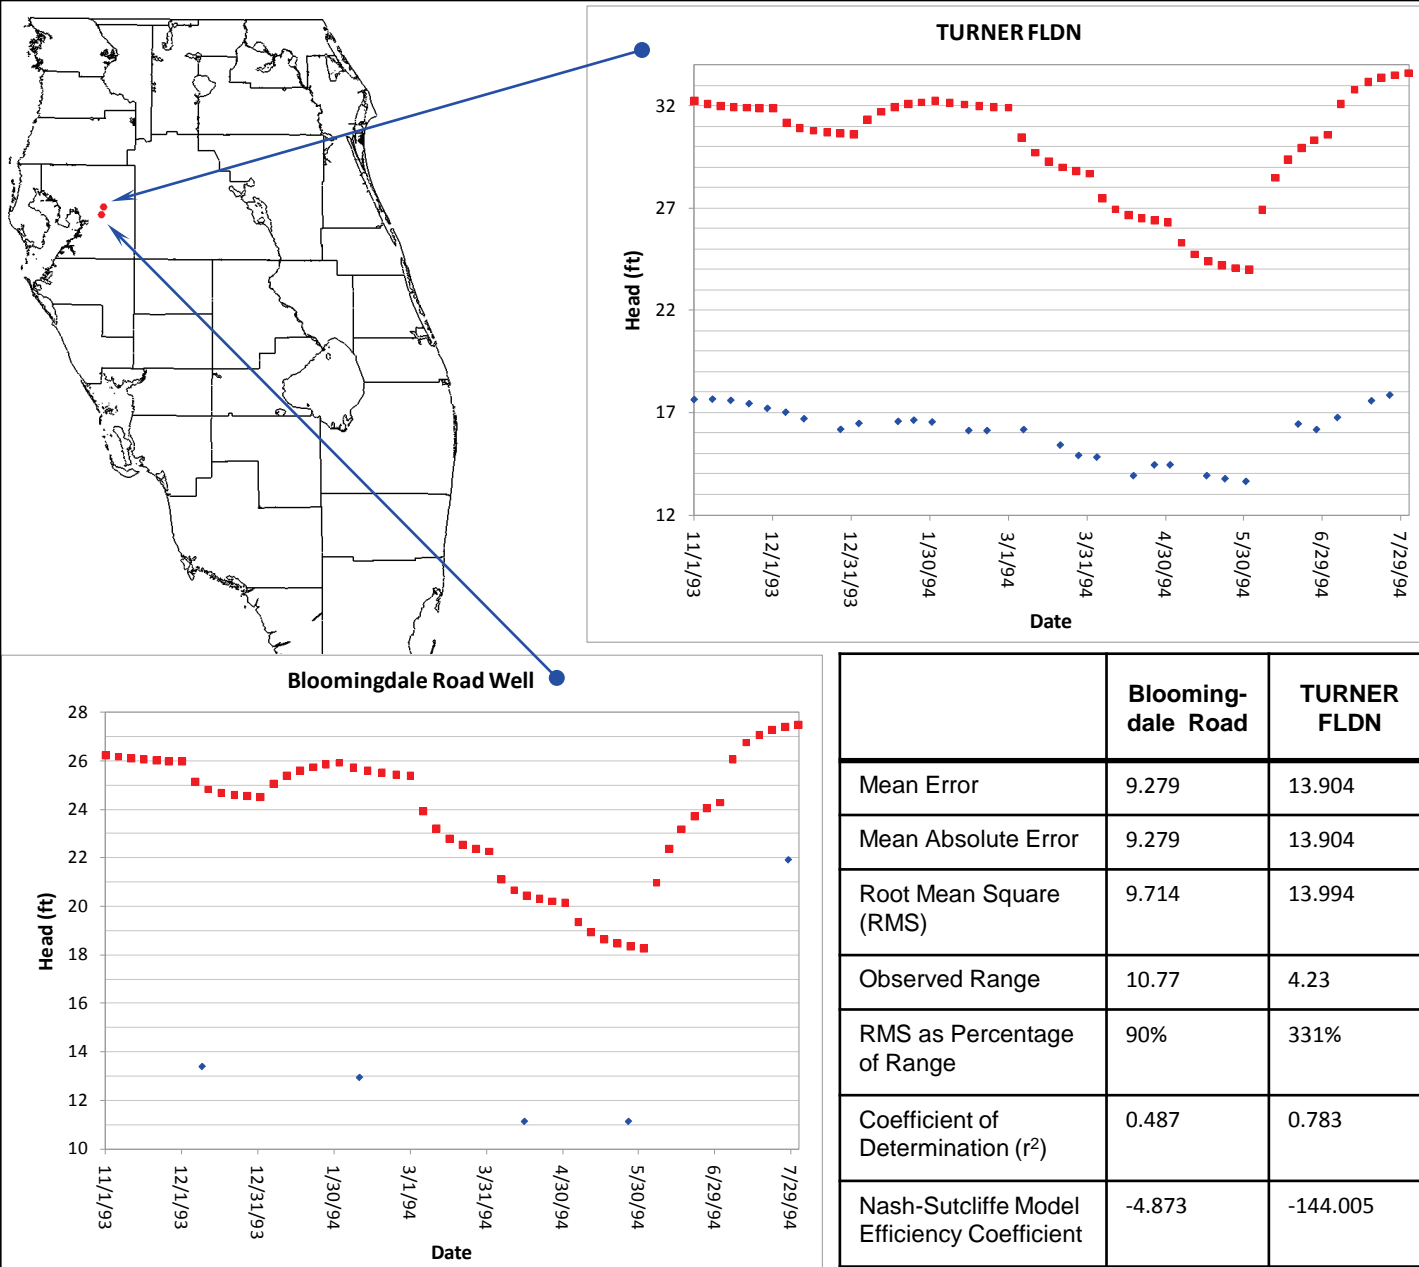 TURNER FLDN
32
27
22
17
12
Head (ft)
11/1/93
12/1/93
12/31/93
1/30/94
3/1/94
3/31/94
4/30/94
5/30/94
6/29/94
7/29/94
Date
Bloomingdale Road Well
28
26
24
22
20
18
16
14
12
10
Head (ft)
11/1/93
12/1/93
12/31/93
1/30/94
3/1/94
3/31/94
4/30/94
5/30/94
6/29/94
7/29/94
Date
Blooming-
dale Road
TURNER
FLDN
Mean Error
9.279
13.904
Mean Absolute Error
9.279
13.904
Root Mean Square
(RMS)
9.714
13.994
Observed Range
10.77
4.23
RMS as Percentage
of Range
90%
331%
Coefficient of
Determination (r²)
0.487
0.783
Nash-Sutcliffe Model
Efficiency Coefficient
-4.873
-144.005